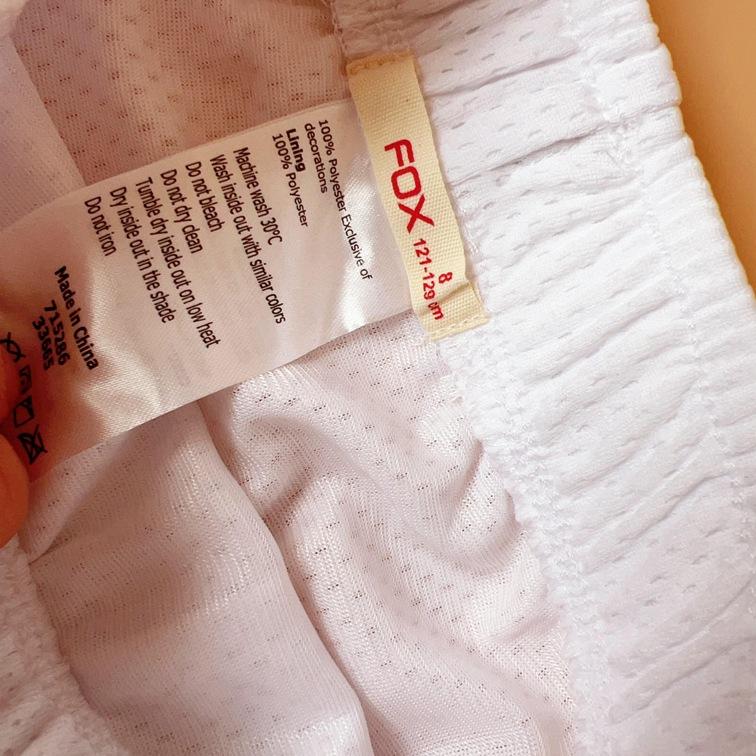 FOX
8
121-129 cm
100% Polyester Exclusive of
decorations
Lining
100% Polyester
Machine wash 30°C
Wash inside out with similar colors
Do not bleach
Do not dry clean
Tumble dry inside out on low heat
Dry inside out in the shade
Do not iron
Made in China
715286
33665